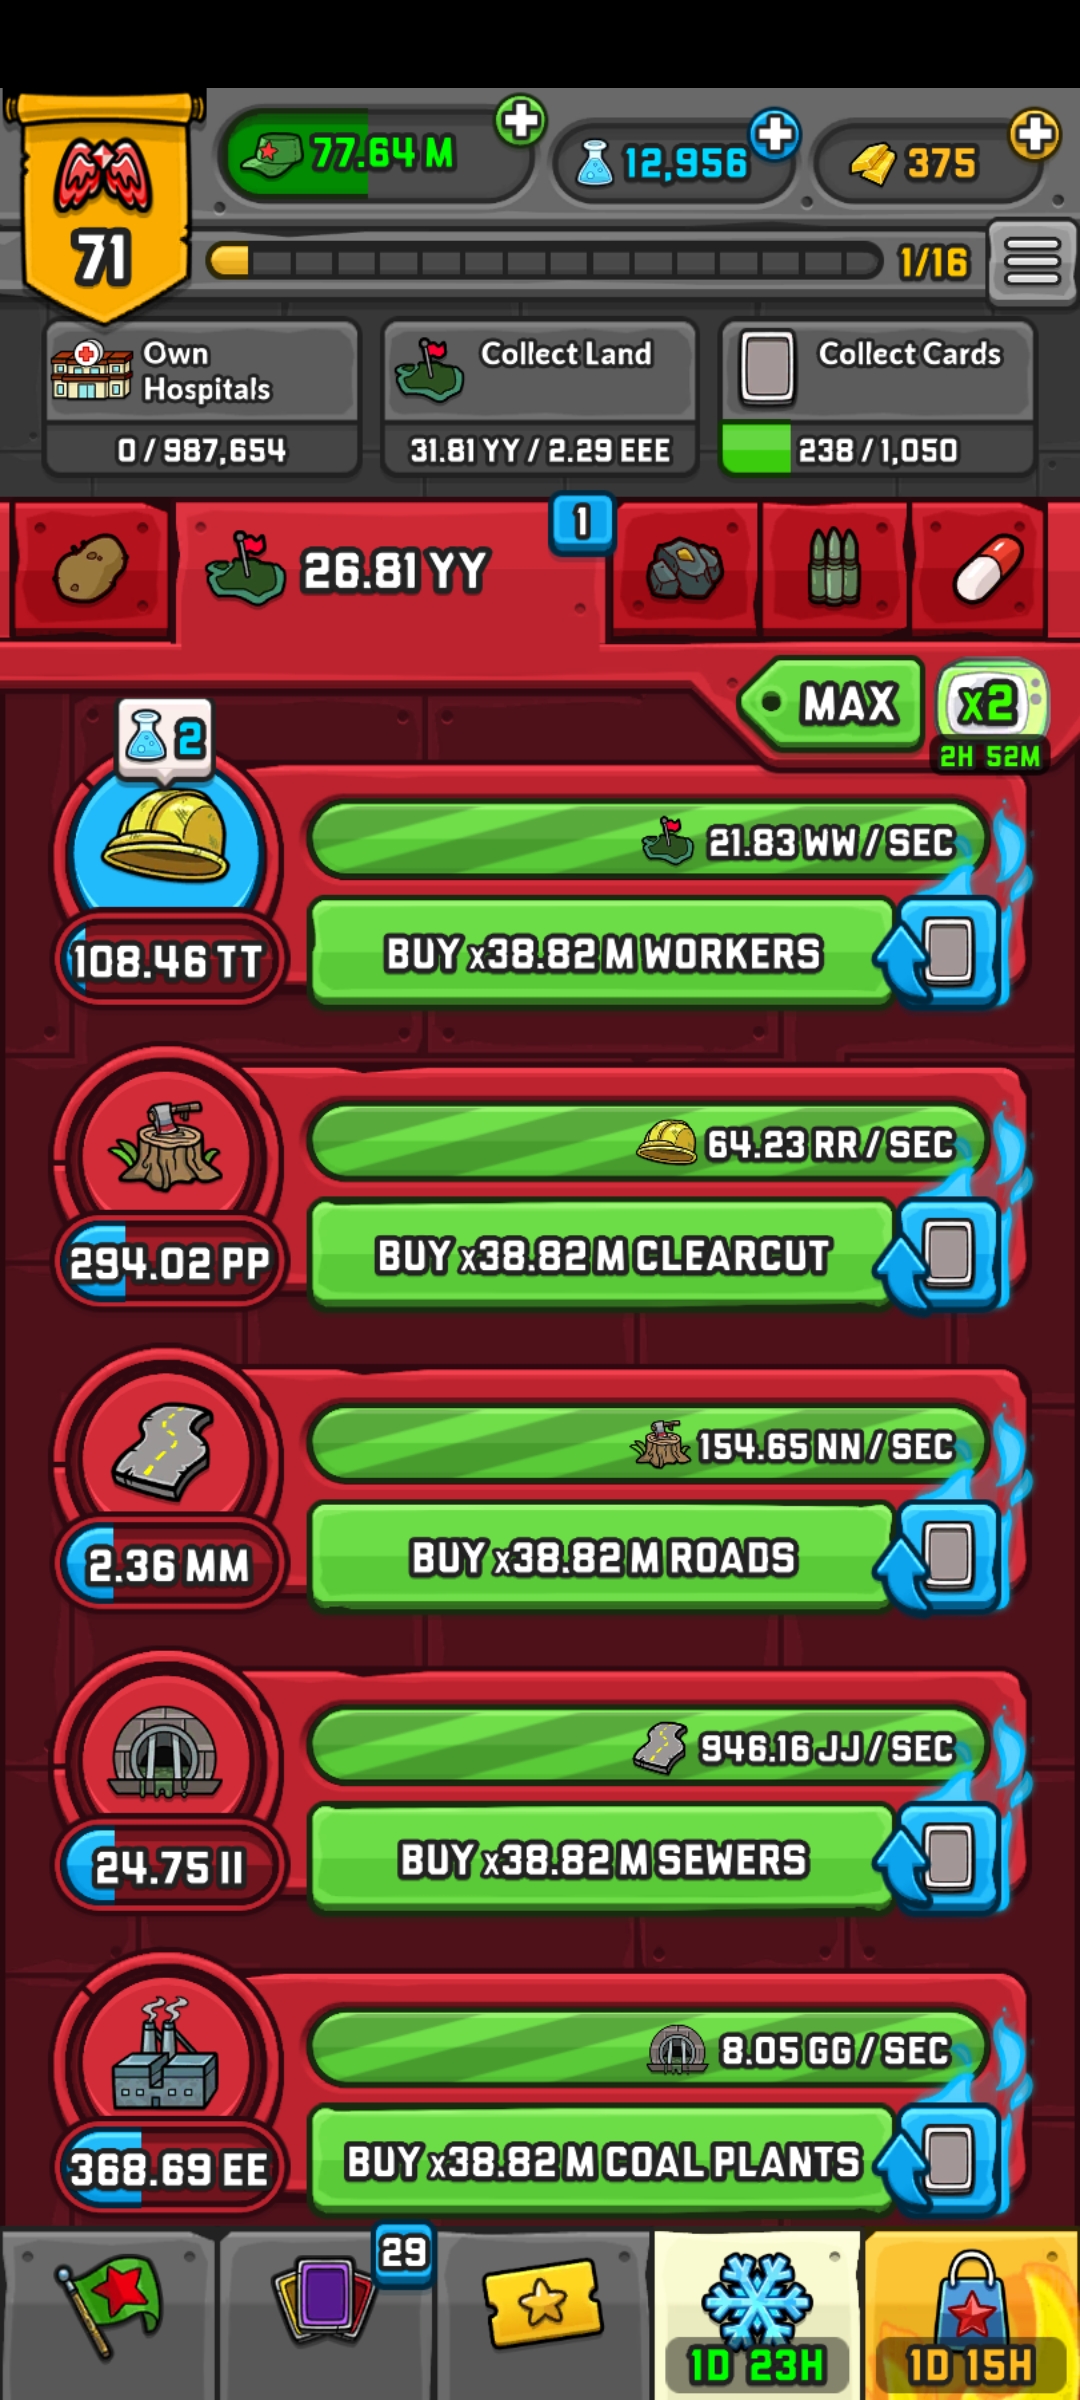 71
77.64 M
12,956
375
1/16
Own
Hospitals
0 / 987,654
Collect Land
31.81 YY / 2.29 EEE
Collect Cards
238 / 1,050
26.81 YY
1
MAX
x2
2H 52M
2
21.83 WW / SEC
108.46 TT
BUY x38.82 M WORKERS
64.23 RR / SEC
294.02 PP
BUY x38.82 M CLEARCUT
154.65 NN / SEC
2.36 MM
BUY x38.82 M ROADS
946.16 JJ / SEC
24.75 II
BUY x38.82 M SEWERS
8.05 GG / SEC
368.69 EE
BUY x38.82 M COAL PLANTS
29
1D 23H
1D 15H